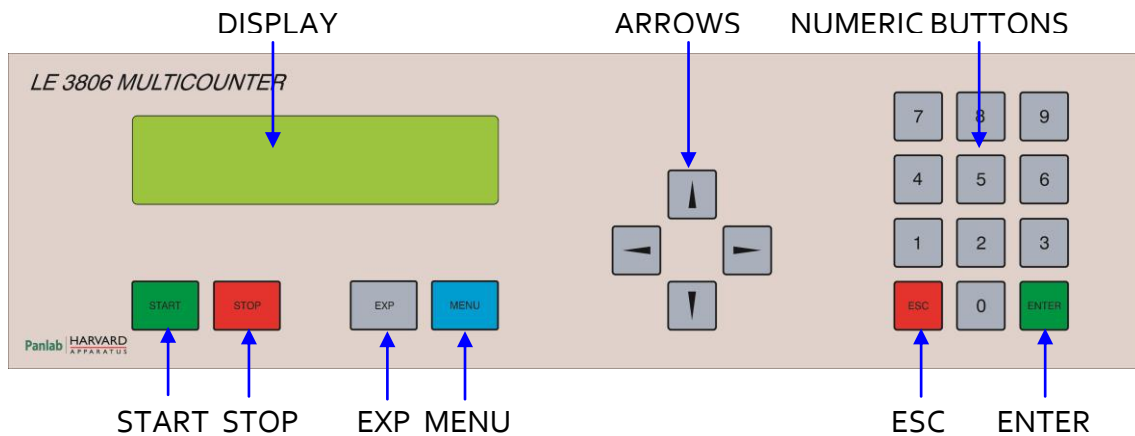 DISPLAY ARROWS NUMERIC BUTTONS
LE 3806 MULTICOUNTER
7 8 9
4 5 6
1 2 3
START STOP EXP MENU ESC 0 ENTER
Panlab HARVARD
APPARATUS
START STOP EXP MENU ESC ENTER